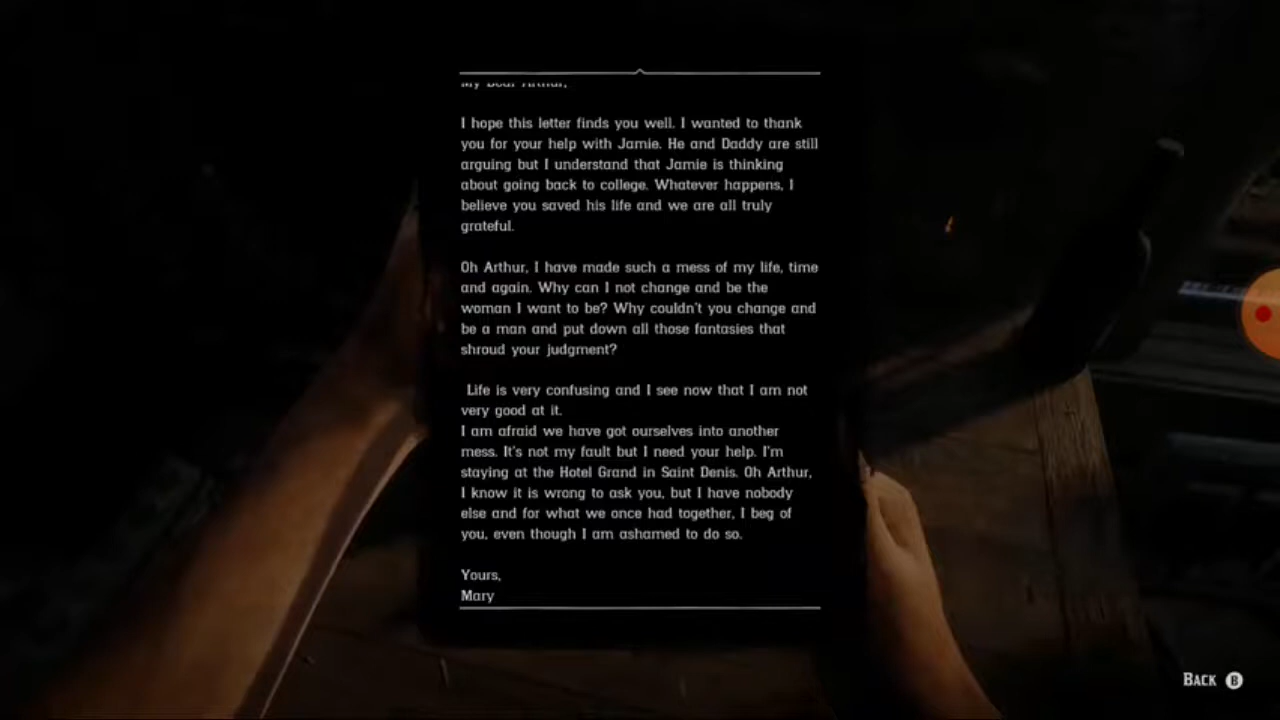 My Dear Arthur,
I hope this letter finds you well. I wanted to thank
you for your help with Jamie. He and Daddy are still
arguing but I understand that Jamie is thinking
about going back to college. Whatever happens, I
believe you saved his life and we are all truly
grateful.
Oh Arthur, I have made such a mess of my life, time
and again. Why can I not change and be the
woman I want to be? Why couldn't you change and
be a man and put down all those fantasies that
shroud your judgment?
Life is very confusing and I see now that I am not
very good at it.
I am afraid we have got ourselves into another
mess. It's not my fault but I need your help. I'm
staying at the Hotel Grand in Saint Denis. Oh Arthur,
I know it is wrong to ask you, but I have nobody
else and for what we once had together, I beg of
you, even though I am ashamed to do so.
Yours,
Mary
BACK B